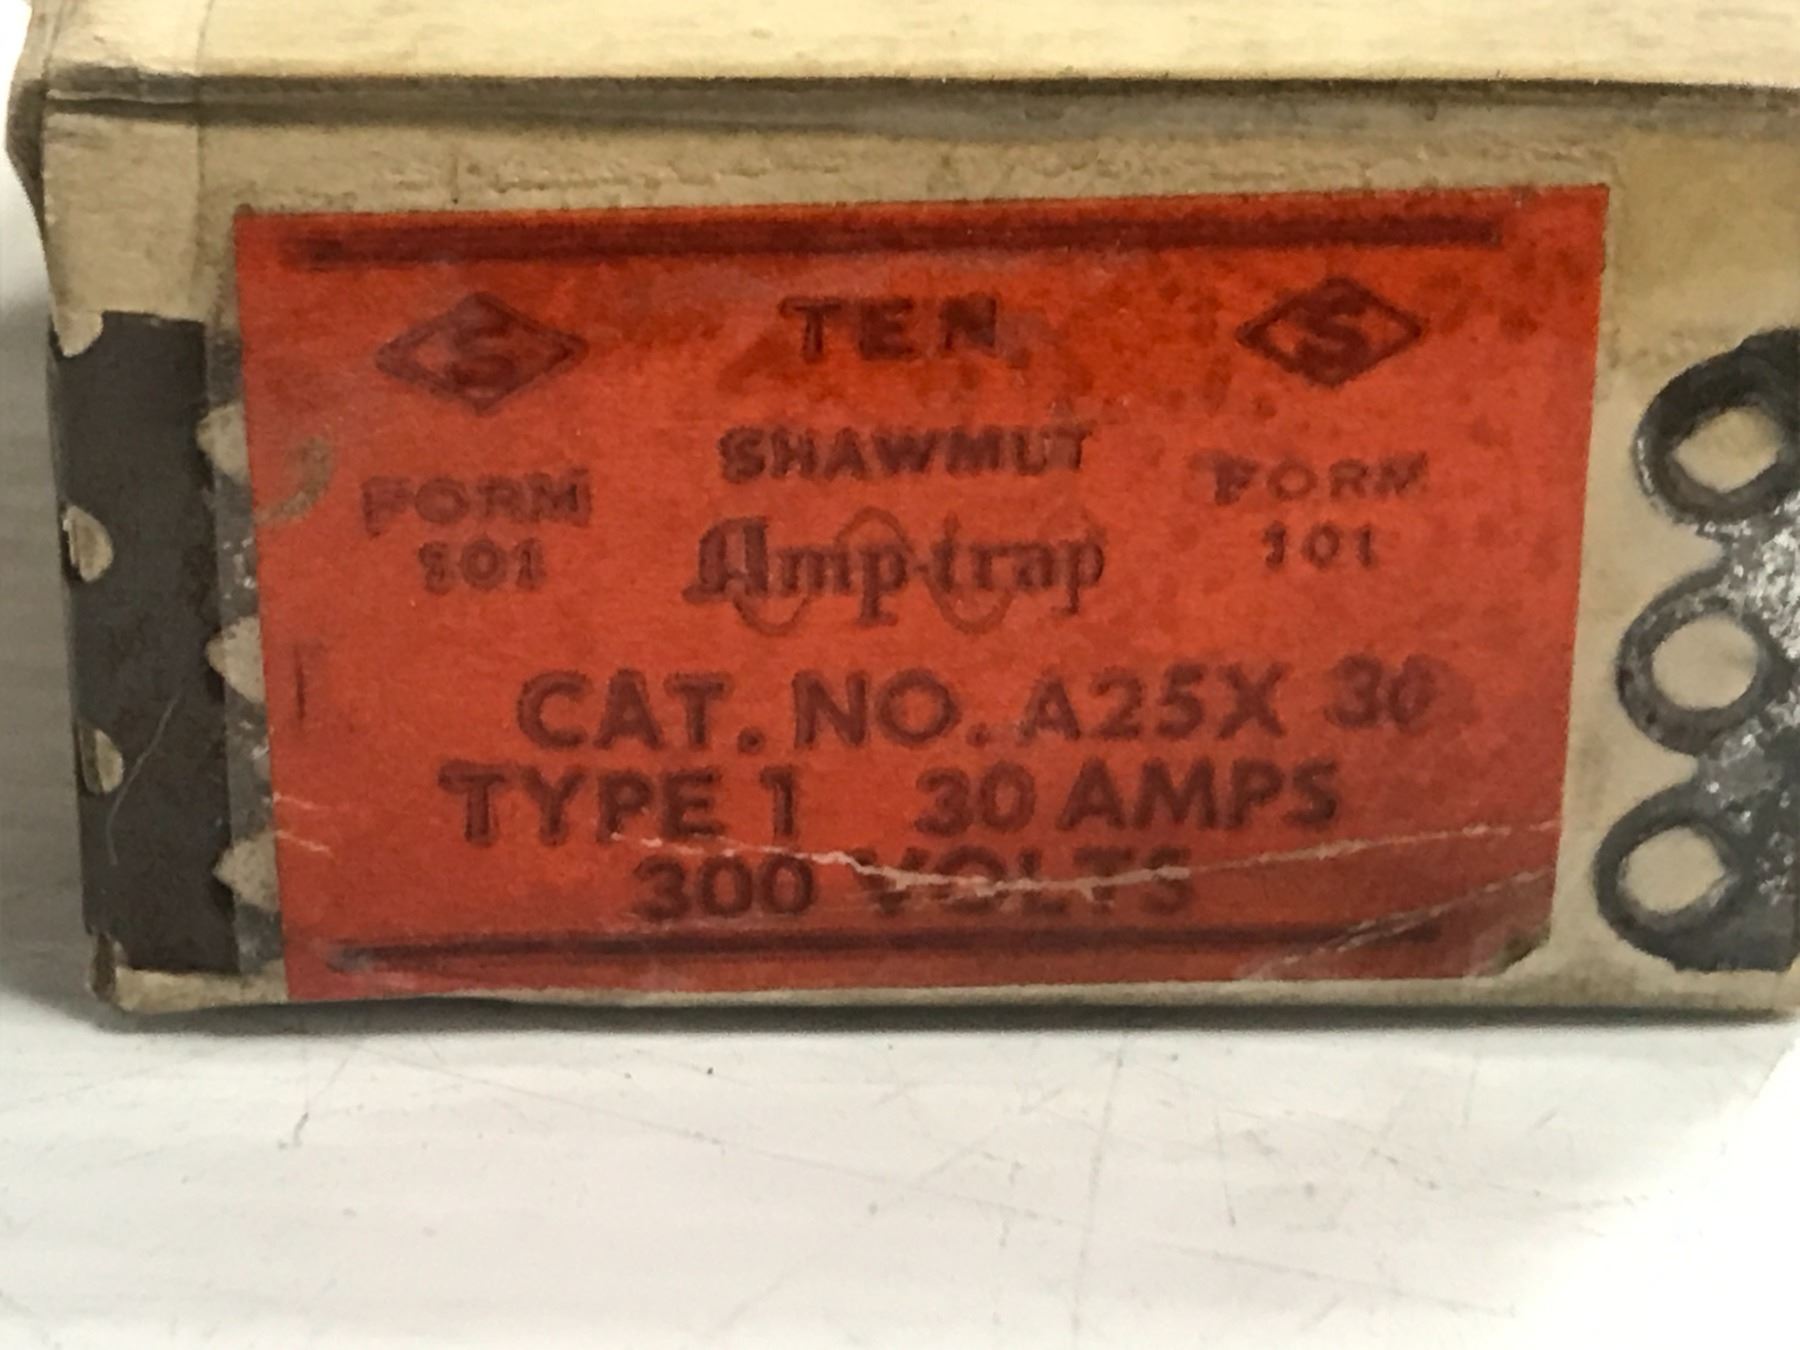 S TEN S
SHAWMUT
FORM 101
Amp-trap
FORM 101
CAT. NO. A25X 30
TYPE 1 30 AMPS
300 VOLTS